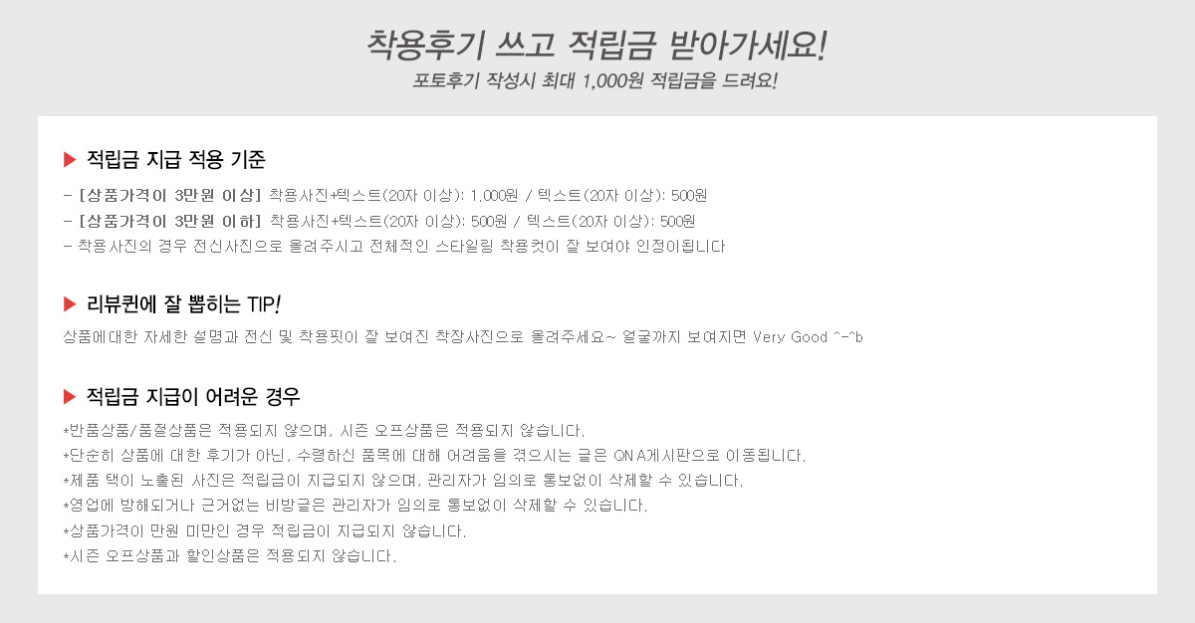 착용후기 쓰고 적립금 받아가세요!
포토후기 작성시 최대 1,000원 적립금을 드려요!
▶ 적립금 지급 적용 기준
- [상품가격이 3만원 이상] 착용사진+텍스트(20자 이상): 1,000원 / 텍스트(20자 이상): 500원
- [상품가격이 3만원 이하] 착용사진+텍스트(20자 이상): 500원 / 텍스트(20자 이상): 500원
- 착용사진의 경우 전신사진으로 올려주시고 전체적인 스타일링 착용컷이 잘 보여야 인정이됩니다
▶ 리뷰퀸에 잘 뽑히는 TIP!
상품에대한 자세한 설명과 전신 및 착용핏이 잘 보여진 착장사진으로 올려주세요~ 얼굴까지 보여지면 Very Good ^-^b
▶ 적립금 지급이 어려운 경우
*반품상품/품절상품은 적용되지 않으며, 시즌 오프상품은 적용되지 않습니다.
*단순히 상품에 대한 후기가 아닌, 수령하신 품목에 대해 어려움을 겪으시는 글은 QNA게시판으로 이동됩니다.
*제품 택이 노출된 사진은 적립금이 지급되지 않으며, 관리자가 임의로 통보없이 삭제할 수 있습니다.
*영업에 방해되거나 근거없는 비방글은 관리자가 임의로 통보없이 삭제할 수 있습니다.
*상품가격이 만원 미만인 경우 적립금이 지급되지 않습니다.
*시즌 오프상품과 할인상품은 적용되지 않습니다.